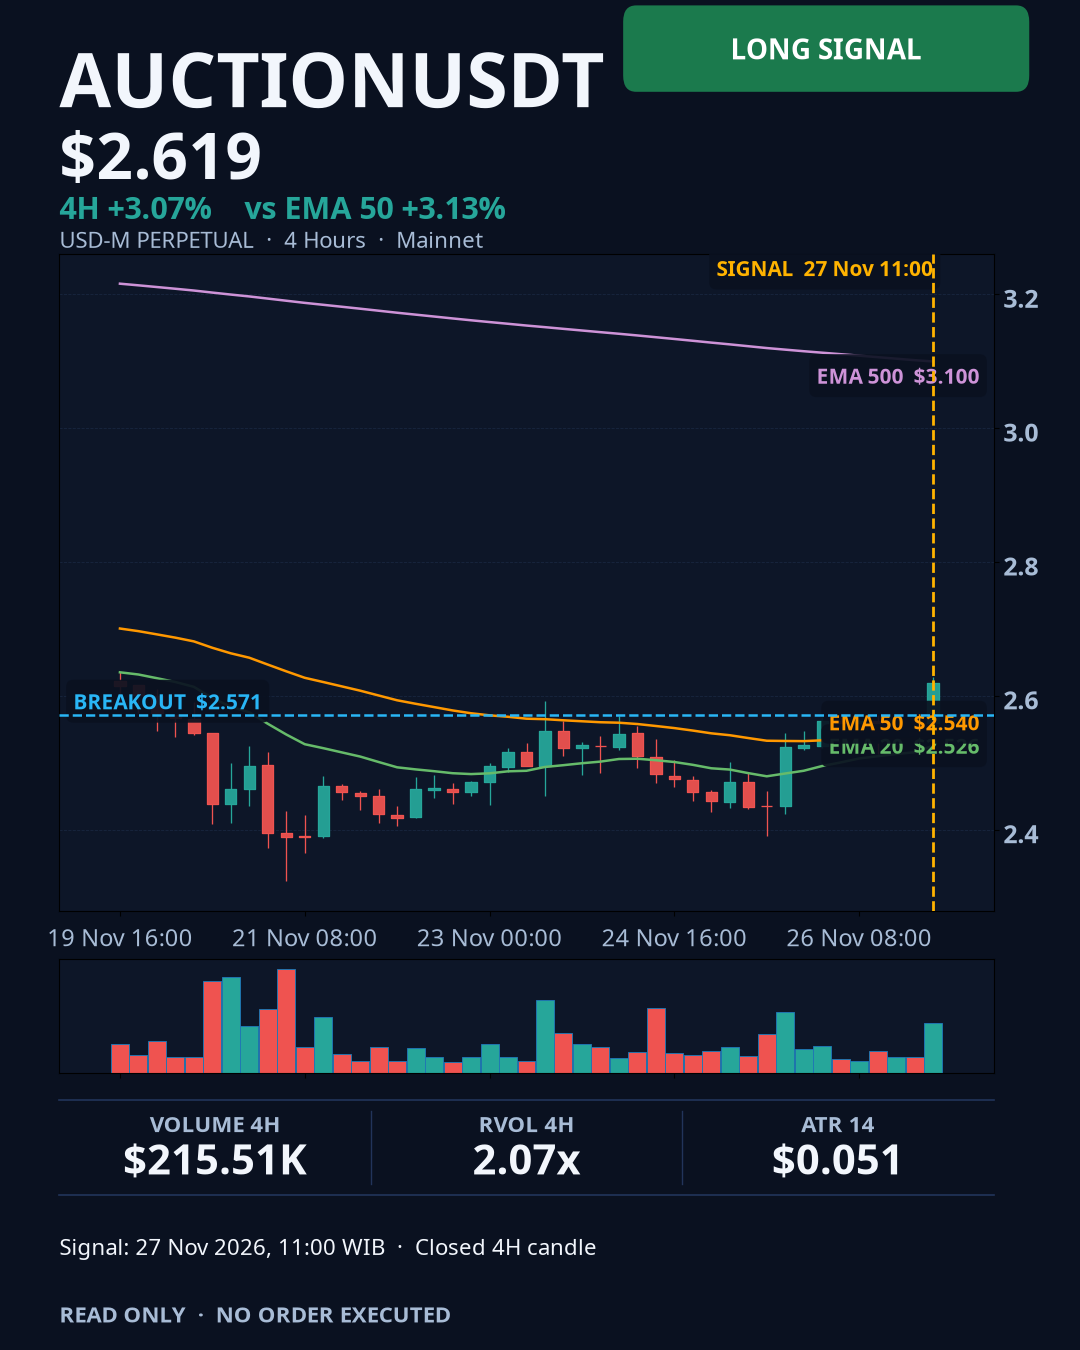 AUCTIONUSDT
LONG SIGNAL
$2.619
4H +3.07% vs EMA 50 +3.13%
USD-M PERPETUAL · 4 Hours · Mainnet
SIGNAL 27 Nov 11:00
3.2
EMA 500 $3.100
3.0
2.8
BREAKOUT $2.571
2.6
EMA 50 $2.540
EMA 20 $2.526
2.4
19 Nov 16:00 21 Nov 08:00 23 Nov 00:00 24 Nov 16:00 26 Nov 08:00
VOLUME 4H RVOL 4H ATR 14
$215.51K 2.07x $0.051
Signal: 27 Nov 2026, 11:00 WIB · Closed 4H candle
READ ONLY · NO ORDER EXECUTED